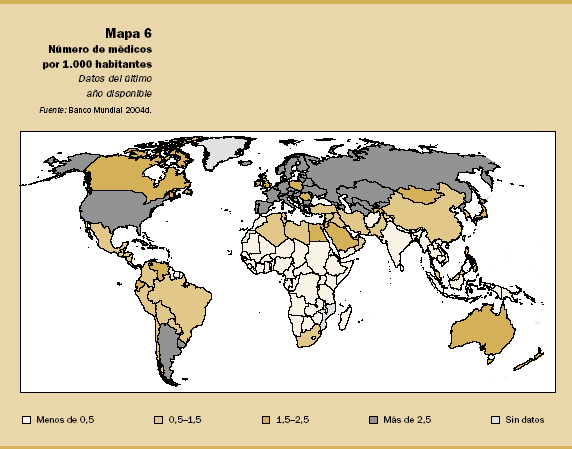 Mapa 6
Número de médicos
por 1.000 habitantes
Datos del último
año disponible
Fuente: Banco Mundial 2004d.
Menos de 0,5
0,5–1,5
1,5–2,5
Más de 2,5
Sin datos